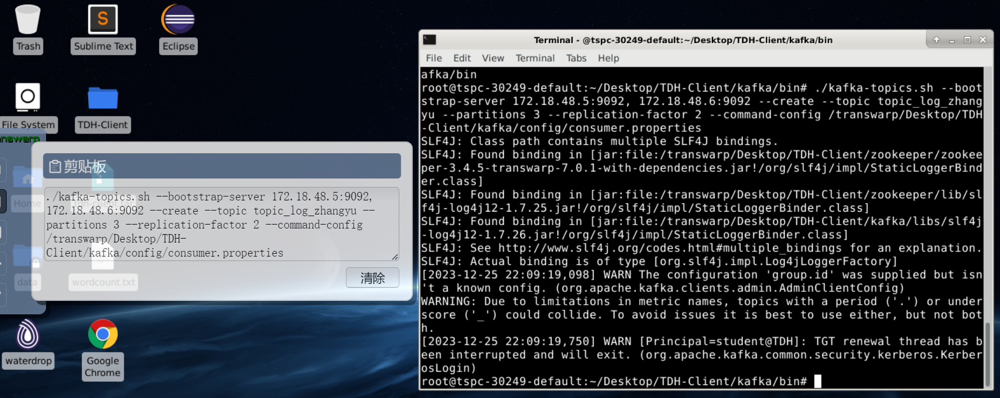 Trash
Sublime Text
Eclipse
File System
TDH-Client
Home
tdh-client.tar
data
wordcount.txt
waterdrop
Google
Chrome
剪贴板
./kafka-topics.sh --bootstrap-server 172.18.48.5:9092,
172.18.48.6:9092 --create --topic topic_log_zhangyu --
partitions 3 --replication-factor 2 --command-config
/transwarp/Desktop/TDH-
Client/kafka/config/consumer.properties
清除
Terminal - @tspc-30249-default:~/Desktop/TDH-Client/kafka/bin
File Edit View Terminal Tabs Help
afka/bin
root@tspc-30249-default:~/Desktop/TDH-Client/kafka/bin# ./kafka-topics.sh --boot
strap-server 172.18.48.5:9092, 172.18.48.6:9092 --create --topic topic_log_zhang
yu --partitions 3 --replication-factor 2 --command-config /transwarp/Desktop/TDH
-Client/kafka/config/consumer.properties
SLF4J: Class path contains multiple SLF4J bindings.
SLF4J: Found binding in [jar:file:/transwarp/Desktop/TDH-Client/zookeeper/zookee
per-3.4.5-transwarp-7.0.1-with-dependencies.jar!/org/slf4j/impl/StaticLoggerBind
er.class]
SLF4J: Found binding in [jar:file:/transwarp/Desktop/TDH-Client/zookeeper/lib/sl
f4j-log4j12-1.7.25.jar!/org/slf4j/impl/StaticLoggerBinder.class]
SLF4J: Found binding in [jar:file:/transwarp/Desktop/TDH-Client/kafka/libs/slf4j
-log4j12-1.7.26.jar!/org/slf4j/impl/StaticLoggerBinder.class]
SLF4J: See http://www.slf4j.org/codes.html#multiple_bindings for an explanation.
SLF4J: Actual binding is of type [org.slf4j.impl.Log4jLoggerFactory]
[2023-12-25 22:09:19,098] WARN The configuration 'group.id' was supplied but isn
't a known config. (org.apache.kafka.clients.admin.AdminClientConfig)
WARNING: Due to limitations in metric names, topics with a period ('.') or under
score ('_') could collide. To avoid issues it is best to use either, but not bot
h.
[2023-12-25 22:09:19,750] WARN [Principal=student@TDH]: TGT renewal thread has b
een interrupted and will exit. (org.apache.kafka.common.security.kerberos.Kerber
osLogin)
root@tspc-30249-default:~/Desktop/TDH-Client/kafka/bin#